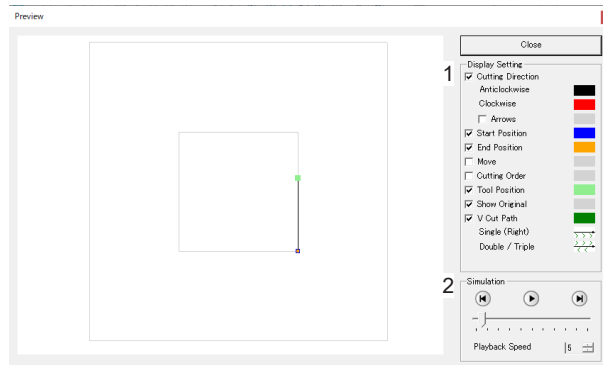 Preview
Close
1
Display Setting
Cutting Direction
Anticlockwise
Clockwise
Arrows
Start Position
End Position
Move
Cutting Order
Tool Position
Show Original
V Cut Path
Single (Right)
Double / Triple
2
Simulation
Playback Speed
5